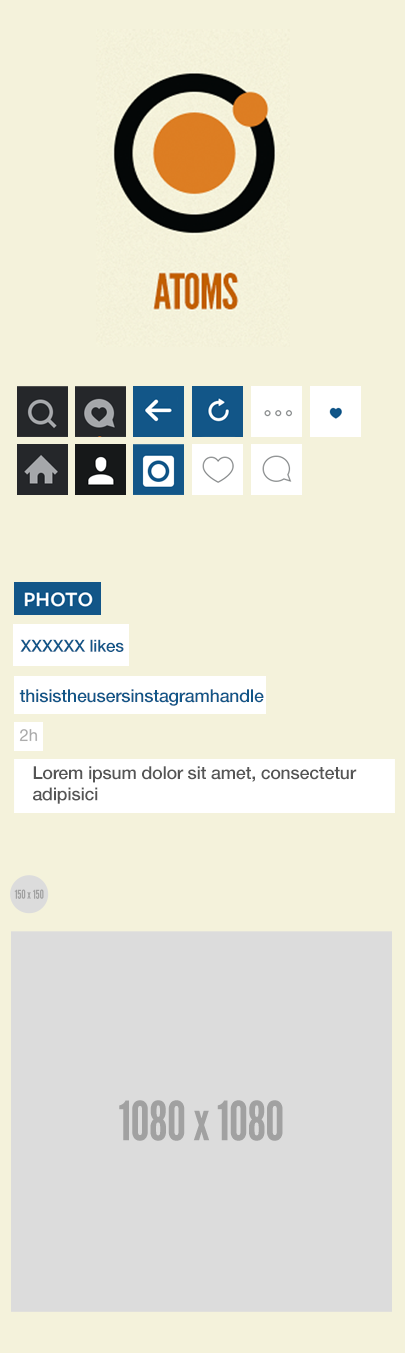 ATOMS
PHOTO
XXXXXX likes
thisistheusersinstagramhandle
2h
Lorem ipsum dolor sit amet, consectetur
adipisici
150 x 150
1080 x 1080